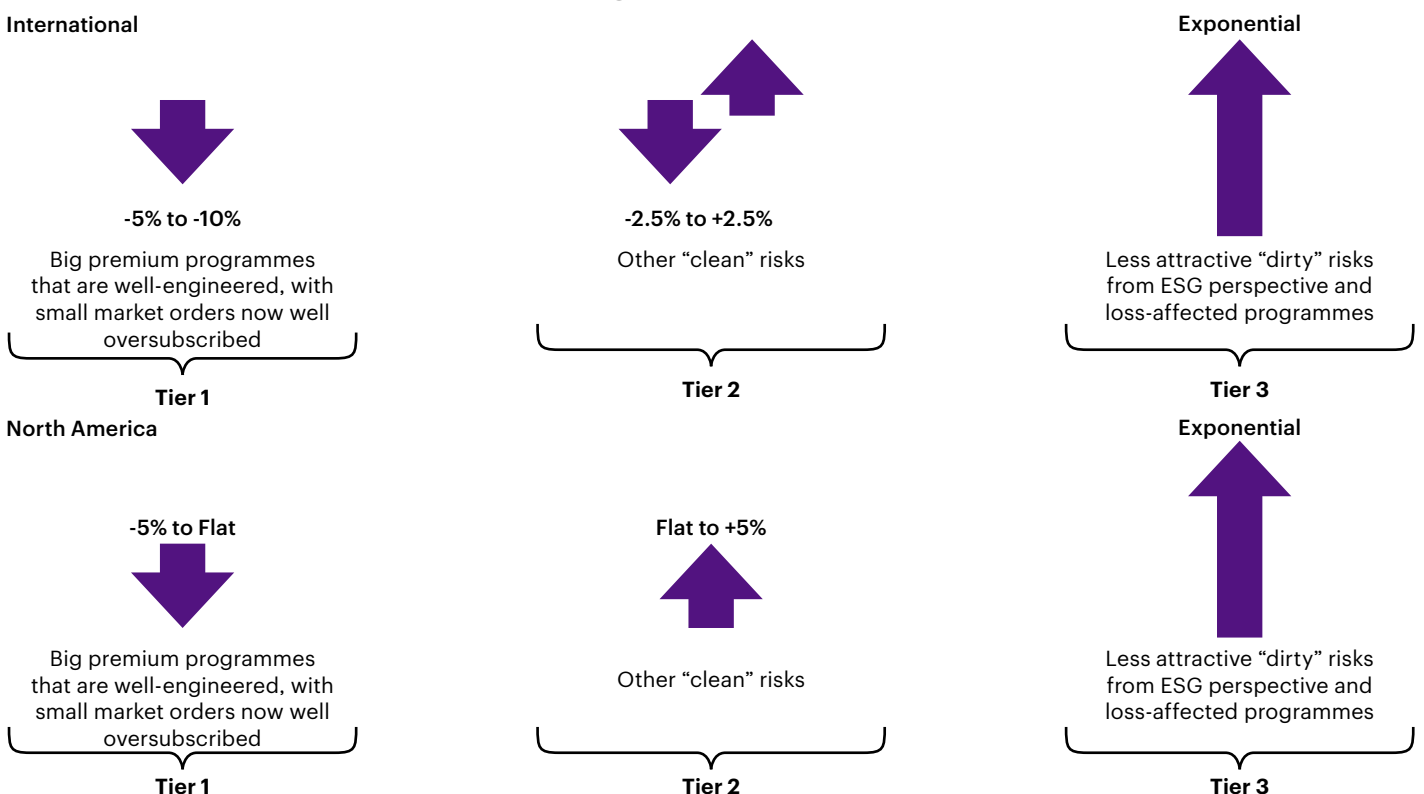 International
Exponential
-5% to -10%
Big premium programmes
that are well-engineered, with
small market orders now well
oversubscribed
Tier 1
-2.5% to +2.5%
Other “clean” risks
Tier 2
Less attractive “dirty” risks
from ESG perspective and
loss-affected programmes
Tier 3
North America
Exponential
-5% to Flat
Big premium programmes
that are well-engineered, with
small market orders now well
oversubscribed
Tier 1
Flat to +5%
Other “clean” risks
Tier 2
Less attractive “dirty” risks
from ESG perspective and
loss-affected programmes
Tier 3